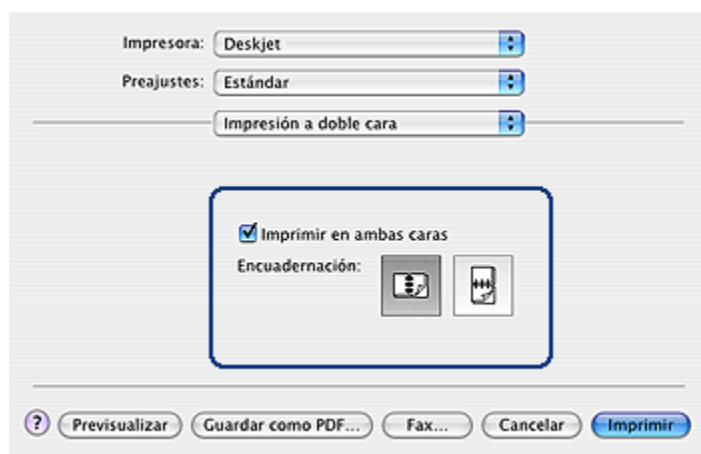 Impresora: Deskjet
Preajustes: Estándar
Impresión a doble cara
Imprimir en ambas caras
Encuadernación:
? Previsualizar Guardar como PDF... Fax... Cancelar Imprimir